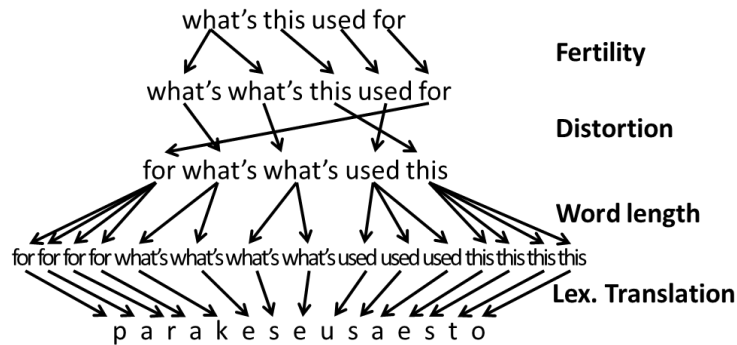 what's this used for
Fertility
what's what's this used for
Distortion
for what's what's used this
Word length
for for for for what's what's what's what's used used used this this this this
Lex. Translation
p a r a k e s e u s a e s t o